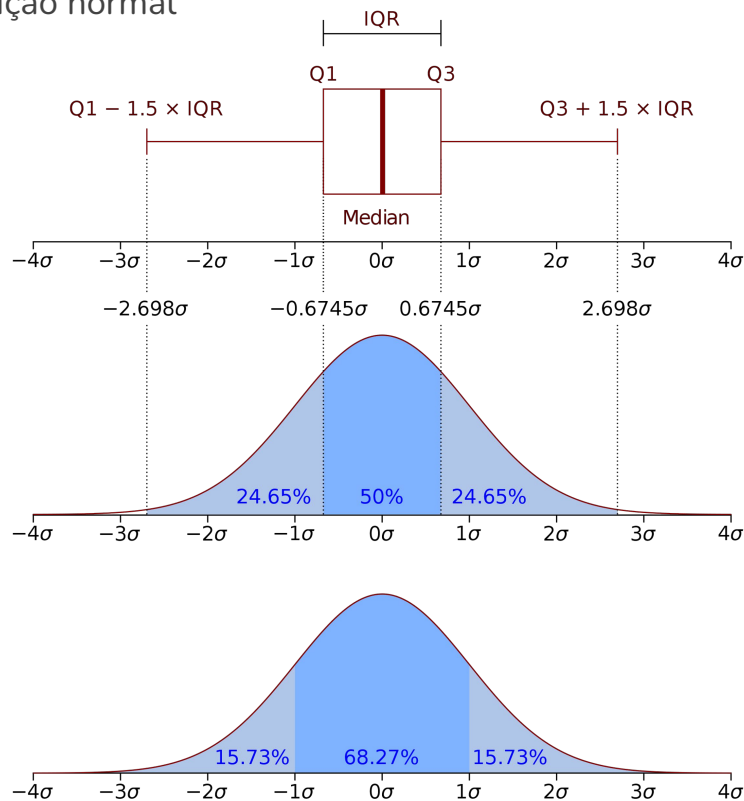 ição normal
IQR
Q1 Q3
Q1 − 1.5 × IQR Q3 + 1.5 × IQR
Median
−4σ −3σ −2σ −1σ 0σ 1σ 2σ 3σ 4σ
−2.698σ −0.6745σ 0.6745σ 2.698σ
24.65% 50% 24.65%
−4σ −3σ −2σ −1σ 0σ 1σ 2σ 3σ 4σ
15.73% 68.27% 15.73%
−4σ −3σ −2σ −1σ 0σ 1σ 2σ 3σ 4σ